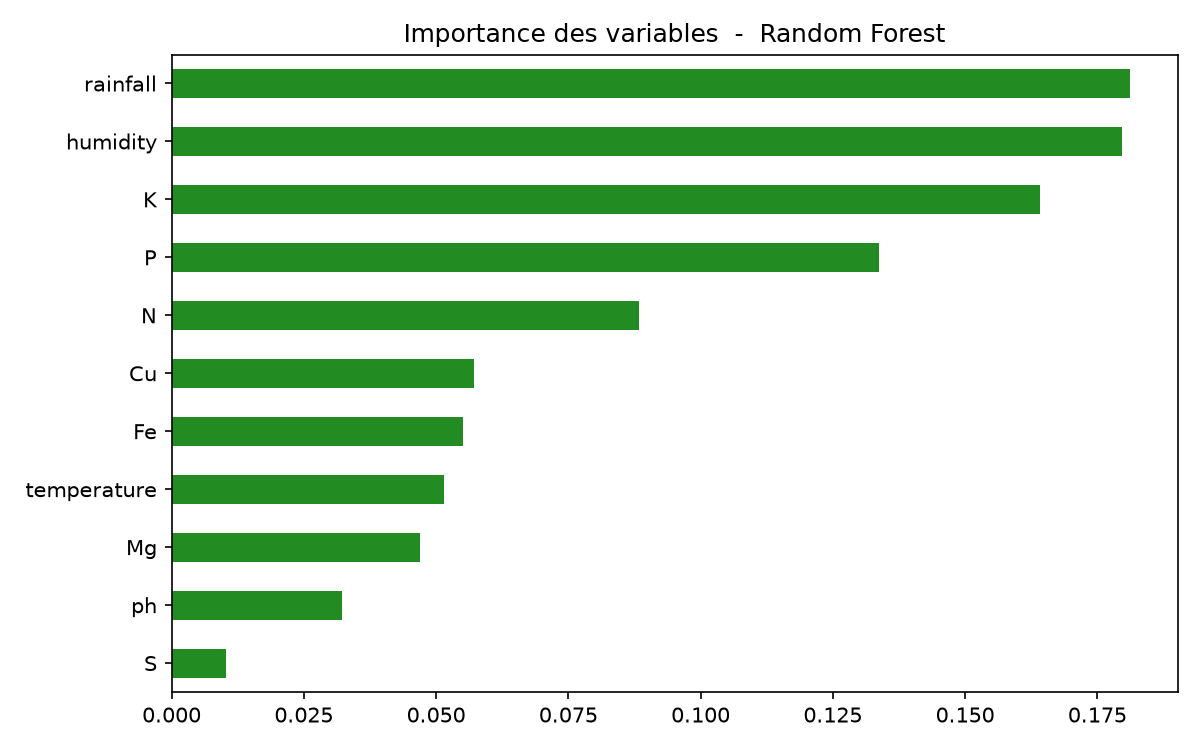 Importance des variables  -  Random Forest
rainfall
humidity
K
P
N
Cu
Fe
temperature
Mg
ph
S
0.000 0.025 0.050 0.075 0.100 0.125 0.150 0.175